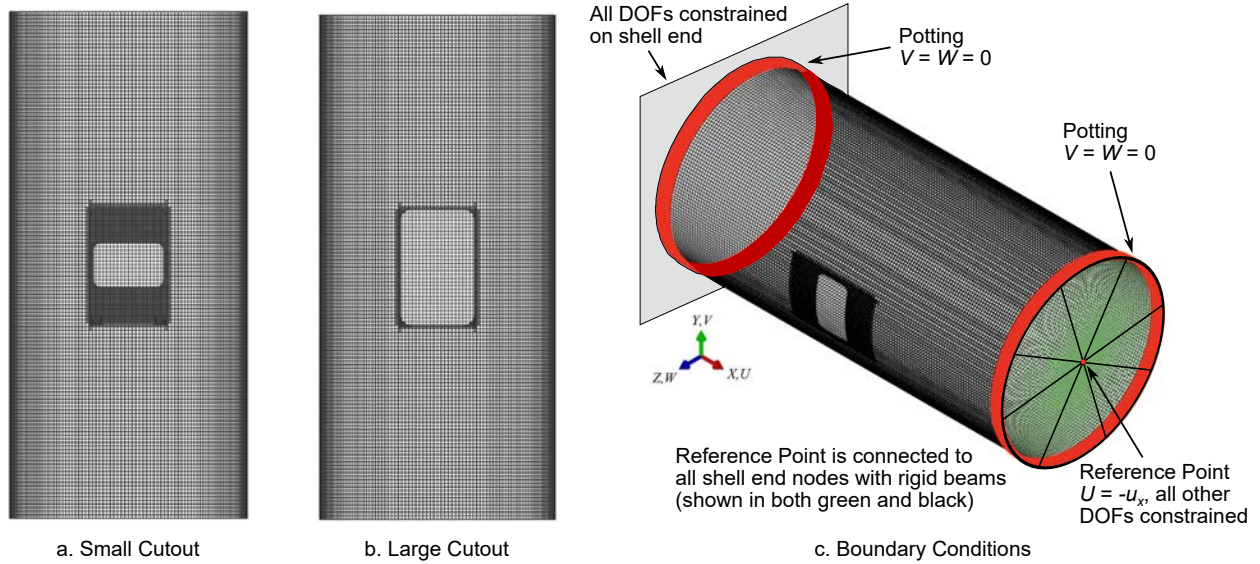 All DOFs constrained
on shell end
Potting
V = W = 0
Potting
V = W = 0
Y,V
Z,W
X,U
Reference Point is connected to
all shell end nodes with rigid beams
(shown in both green and black)
Reference Point
U = -uₓ, all other
DOFs constrained
a. Small Cutout
b. Large Cutout
c. Boundary Conditions